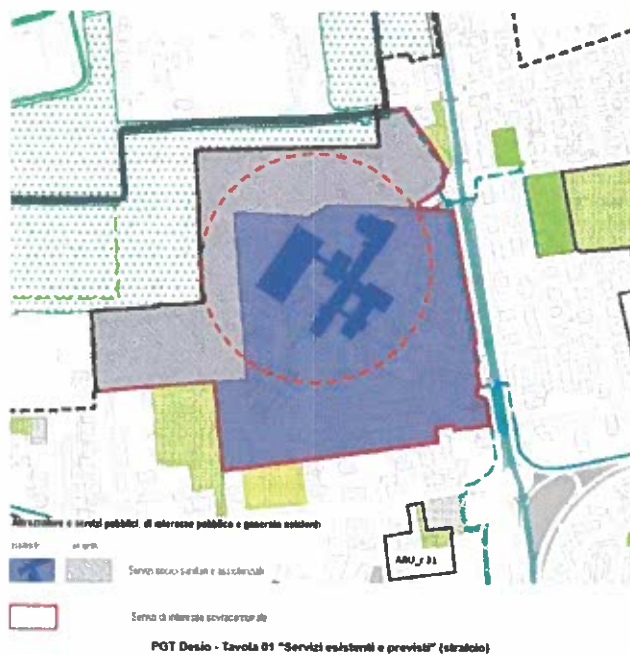 ARU_r 31
Attrezzature e servizi pubblici, di interesse pubblico e generale esistenti
Servizi socio-sanitari e assistenziali
Servizi di interesse sovracomunale
PGT Desio - Tavola 01 "Servizi esistenti e previsti" (stralcio)